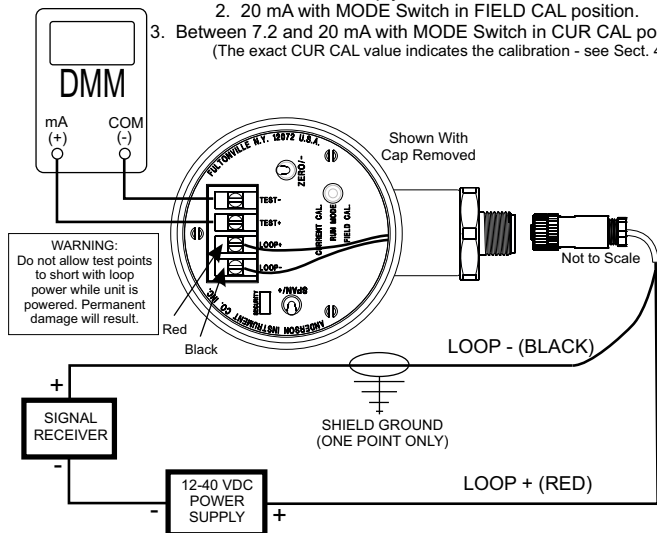 2. 20 mA with MODE Switch in FIELD CAL position.
3. Between 7.2 and 20 mA with MODE Switch in CUR CAL po
(The exact CUR CAL value indicates the calibration - see Sect. 4
DMM
mA
(+)
COM
(-)
Shown With
Cap Removed
FULTONVILLE N.Y. 12072 U.S.A.
ZERO/-
TEST-
TEST+
LOOP+
LOOP-
CURRENT CAL.
RUN MODE
FIELD CAL.
SECURITY
SPAN/+
ANDERSON INSTRUMENT CO. INC.
Not to Scale
WARNING:
Do not allow test points
to short with loop
power while unit is
powered. Permanent
damage will result.
Red
Black
LOOP - (BLACK)
+
SIGNAL
RECEIVER
-
SHIELD GROUND
(ONE POINT ONLY)
LOOP + (RED)
12-40 VDC
POWER
SUPPLY
-
+